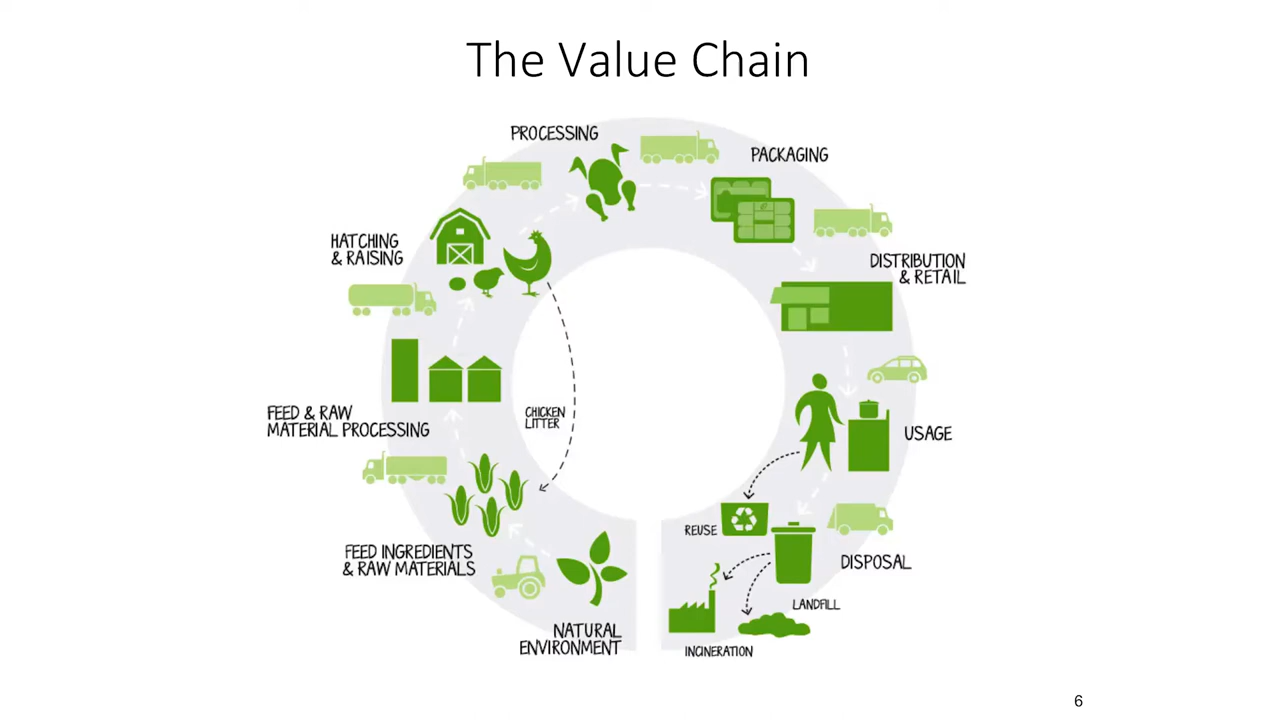 The Value Chain
PROCESSING
PACKAGING
HATCHING
& RAISING
DISTRIBUTION
& RETAIL
FEED & RAW
MATERIAL PROCESSING
CHICKEN
LITTER
USAGE
REUSE
FEED INGREDIENTS
& RAW MATERIALS
DISPOSAL
LANDFILL
NATURAL
ENVIRONMENT
INCINERATION
6